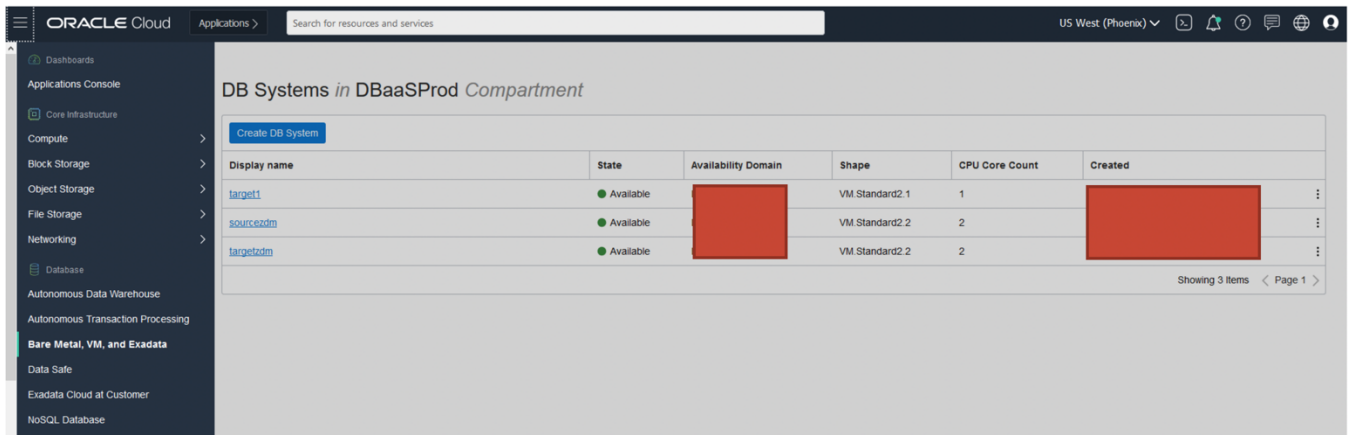 ORACLE Cloud
Applications >
Search for resources and services
US West (Phoenix)
Dashboards
Applications Console
Core Infrastructure
Compute
Block Storage
Object Storage
File Storage
Networking
Database
Autonomous Data Warehouse
Autonomous Transaction Processing
Bare Metal, VM, and Exadata
Data Safe
Exadata Cloud at Customer
NoSQL Database
DB Systems in DBaaSProd Compartment
Create DB System
Display name State Availability Domain Shape CPU Core Count Created
target1 Available VM.Standard2.1 1
sourcezdm Available VM.Standard2.2 2
targetzdm Available VM.Standard2.2 2
Showing 3 Items < Page 1 >